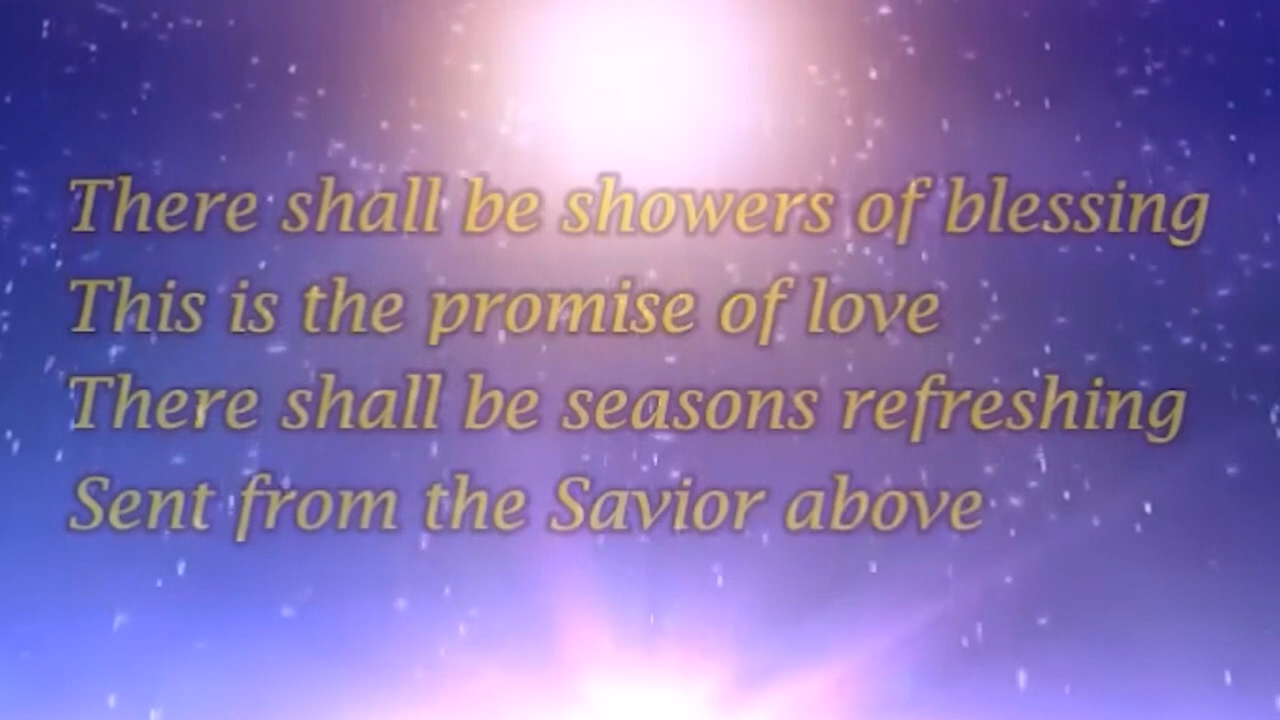 There shall be showers of blessing
This is the promise of love
There shall be seasons refreshing
Sent from the Savior above